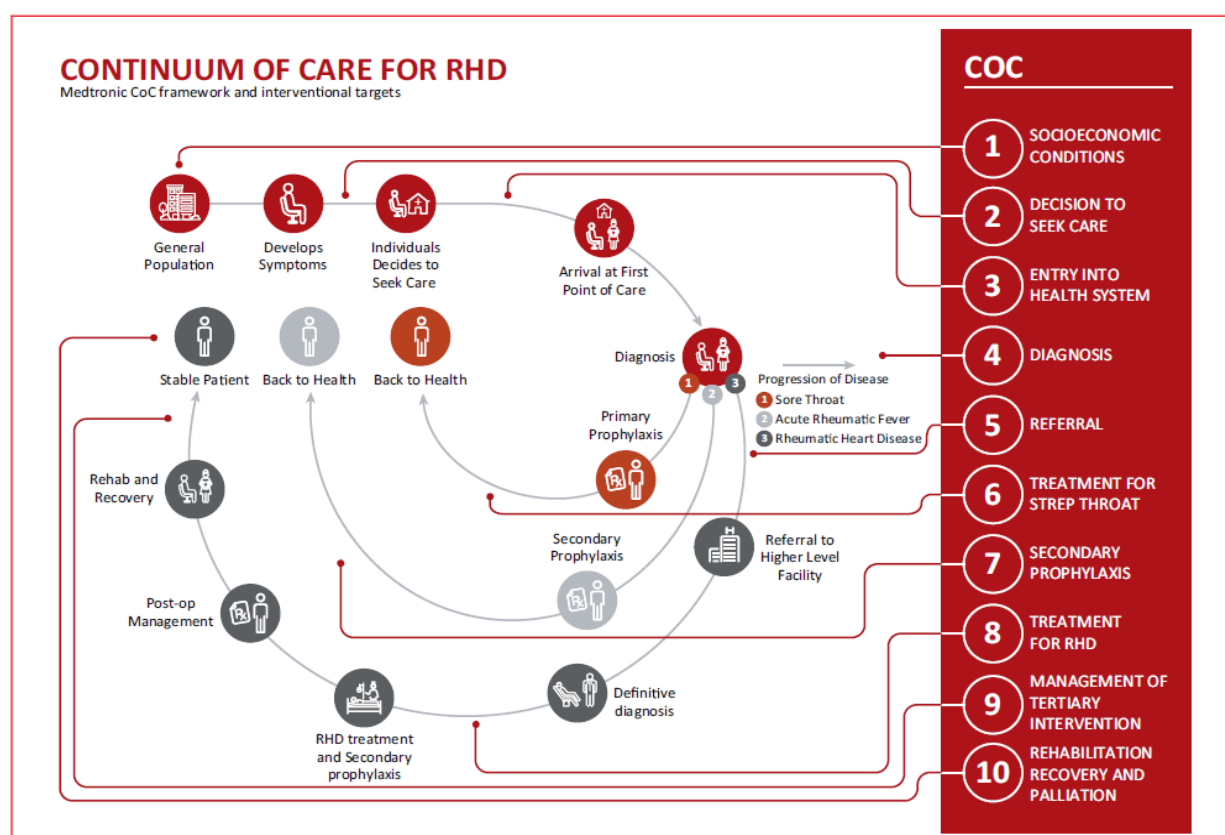 CONTINUUM OF CARE FOR RHD
Medtronic CoC framework and interventional targets
General
Population
Develops
Symptoms
Individuals
Decides to
Seek Care
Arrival at First
Point of Care
Stable Patient
Back to Health
Back to Health
Diagnosis
1
2
3
Progression of Disease
1 Sore Throat
2 Acute Rheumatic Fever
3 Rheumatic Heart Disease
Primary
Prophylaxis
Rx
Rehab and
Recovery
Secondary
Prophylaxis
Rx
Referral to
Higher Level
Facility
H
Post-op
Management
Rx
Definitive
diagnosis
RHD treatment
and Secondary
prophylaxis
COC
1 SOCIOECONOMIC
CONDITIONS
2 DECISION TO
SEEK CARE
3 ENTRY INTO
HEALTH SYSTEM
4 DIAGNOSIS
5 REFERRAL
6 TREATMENT FOR
STREP THROAT
7 SECONDARY
PROPHYLAXIS
8 TREATMENT
FOR RHD
9 MANAGEMENT OF
TERTIARY
INTERVENTION
10 REHABILITATION
RECOVERY AND
PALLIATION